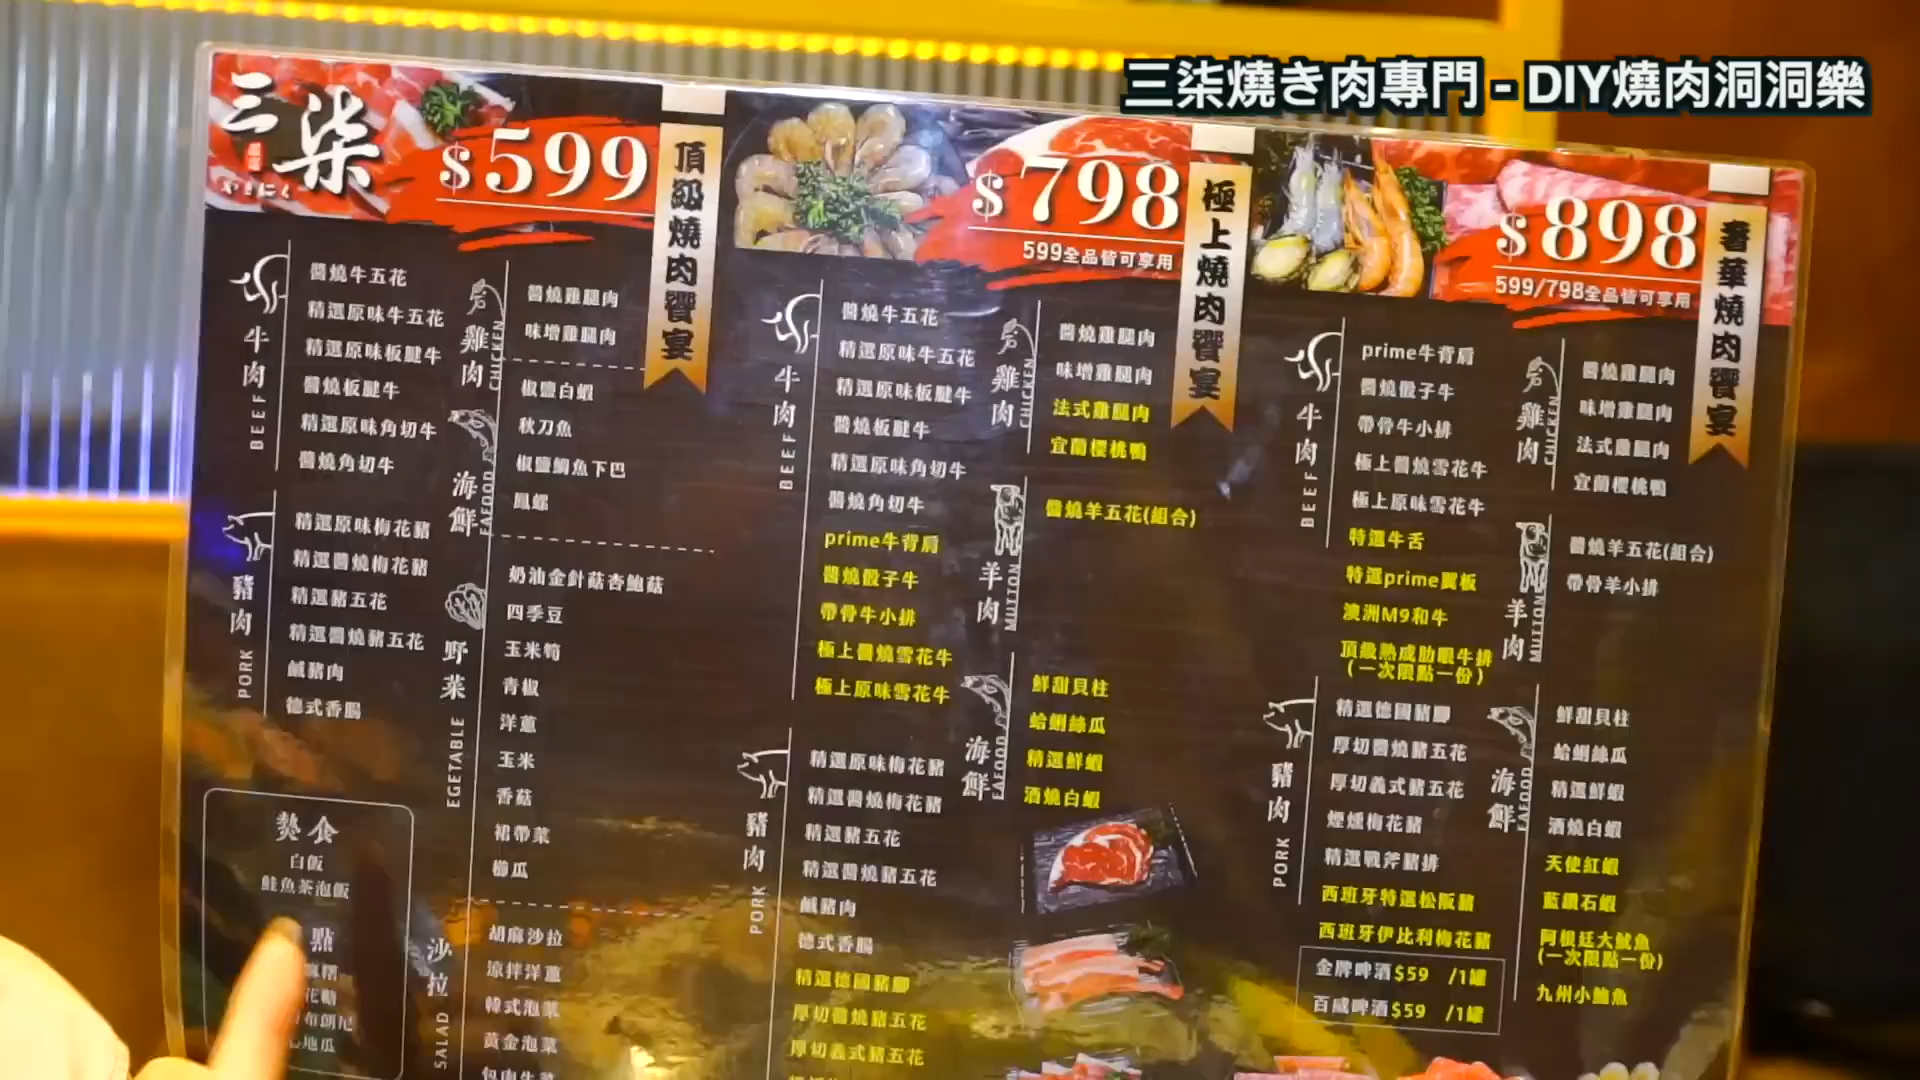 三柒燒き肉專門 - DIY燒肉洞洞樂
三柒
やきにく
$599
頂級燒肉饗宴
牛肉
BEEF
醬燒牛五花
精選原味牛五花
精選原味板腱牛
醬燒板腱牛
精選原味角切牛
醬燒角切牛
豬肉
PORK
精選原味梅花豬
精選醬燒梅花豬
精選豬五花
精選醬燒豬五花
鹹豬肉
德式香腸
熟食
白飯
鮭魚茶泡飯
點
地瓜
雞肉
CHICKEN
醬燒雞腿肉
味增雞腿肉
海鮮
EAFOOD
椒鹽白蝦
秋刀魚
椒鹽鯛魚下巴
鳳螺
野菜
EGETABLE
奶油金針菇杏鮑菇
四季豆
玉米筍
青椒
洋蔥
玉米
香菇
裙帶菜
櫛瓜
沙拉
SALAD
胡麻沙拉
涼拌洋蔥
韓式泡菜
黃金泡菜
包肉生菜
$798
599全品皆可享用
極上燒肉饗宴
牛肉
BEEF
醬燒牛五花
精選原味牛五花
精選原味板腱牛
醬燒板腱牛
精選原味角切牛
醬燒角切牛
prime牛背肩
醬燒骰子牛
帶骨牛小排
極上醬燒雪花牛
極上原味雪花牛
豬肉
PORK
精選原味梅花豬
精選醬燒梅花豬
精選豬五花
精選醬燒豬五花
鹹豬肉
德式香腸
精選德國豬腳
厚切醬燒豬五花
厚切義式豬五花
雞肉
CHICKEN
醬燒雞腿肉
味增雞腿肉
法式雞腿肉
宜蘭櫻桃鴨
羊肉
MUTTON
醬燒羊五花(組合)
海鮮
EAFOOD
鮮甜貝柱
蛤蜊絲瓜
精選鮮蝦
酒燒白蝦
$898
599/798全品皆可享用
奢華燒肉饗宴
牛肉
BEEF
prime牛背肩
醬燒骰子牛
帶骨牛小排
極上醬燒雪花牛
極上原味雪花牛
特選牛舌
特選prime翼板
澳洲M9和牛
頂級熟成肋眼牛排
(一次限點一份)
豬肉
PORK
精選德國豬腳
厚切醬燒豬五花
厚切義式豬五花
煙燻梅花豬
精選戰斧豬排
西班牙特選松阪豬
西班牙伊比利梅花豬
金牌啤酒$59 /1罐
百威啤酒$59 /1罐
雞肉
CHICKEN
醬燒雞腿肉
味增雞腿肉
法式雞腿肉
宜蘭櫻桃鴨
羊肉
MUTTON
醬燒羊五花(組合)
帶骨羊小排
海鮮
EAFOOD
鮮甜貝柱
蛤蜊絲瓜
精選鮮蝦
酒燒白蝦
天使紅蝦
藍鑽石蝦
阿根廷大魷魚
(一次限點一份)
九州小鮑魚